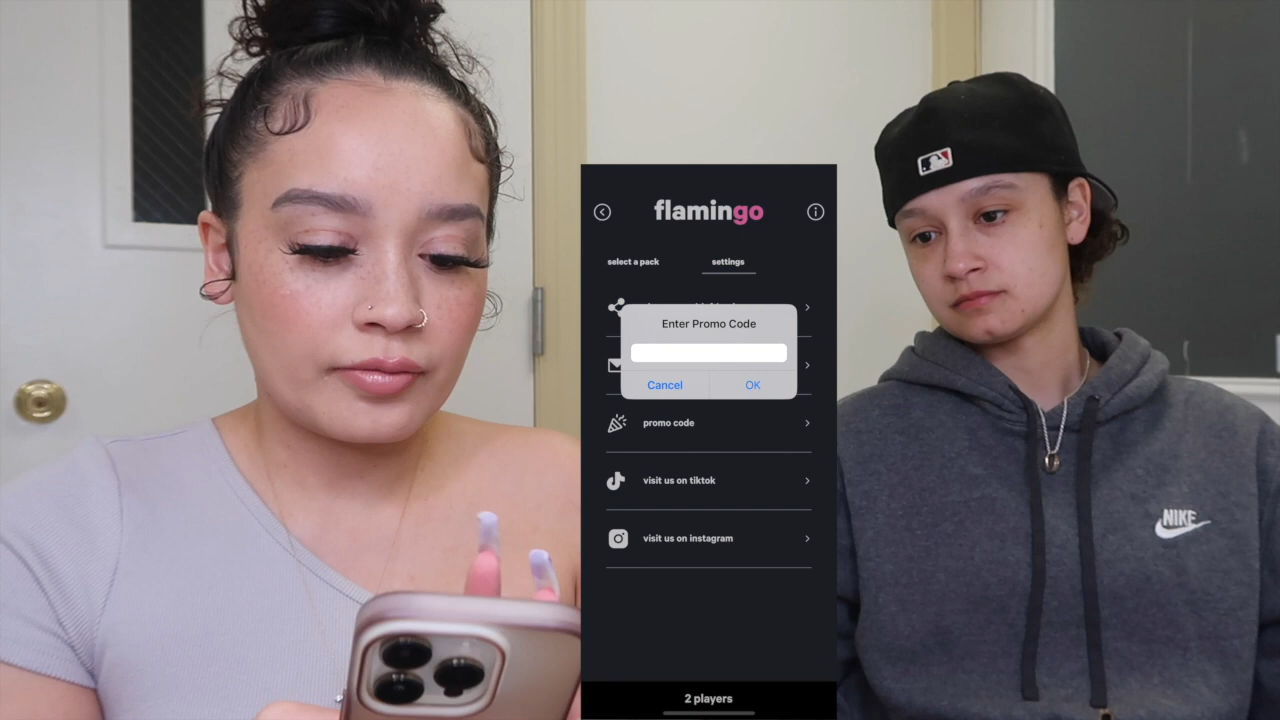 flamingo
select a pack
settings
Enter Promo Code
Cancel
OK
promo code
visit us on tiktok
visit us on instagram
2 players
NIKE